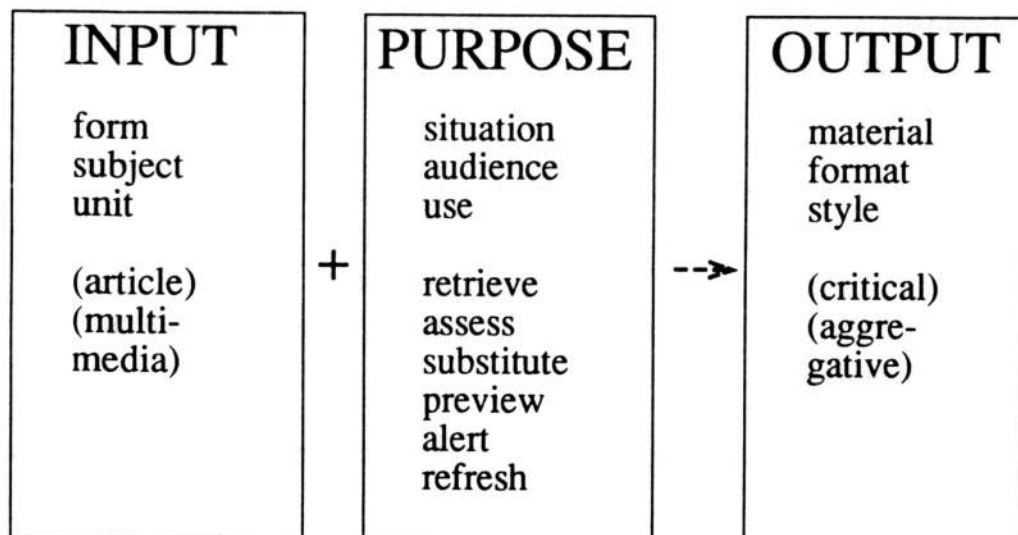 INPUT
form
subject
unit
(article)
(multi-
media)
+
PURPOSE
situation
audience
use
retrieve
assess
substitute
preview
alert
refresh
OUTPUT
material
format
style
(critical)
(aggre-
gative)